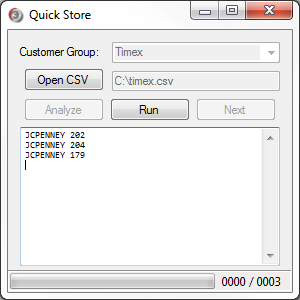 Quick Store
Customer Group: Timex
Open CSV C:\timex.csv
Analyze Run Next
JCPENNEY 202
JCPENNEY 204
JCPENNEY 179
0000 / 0003